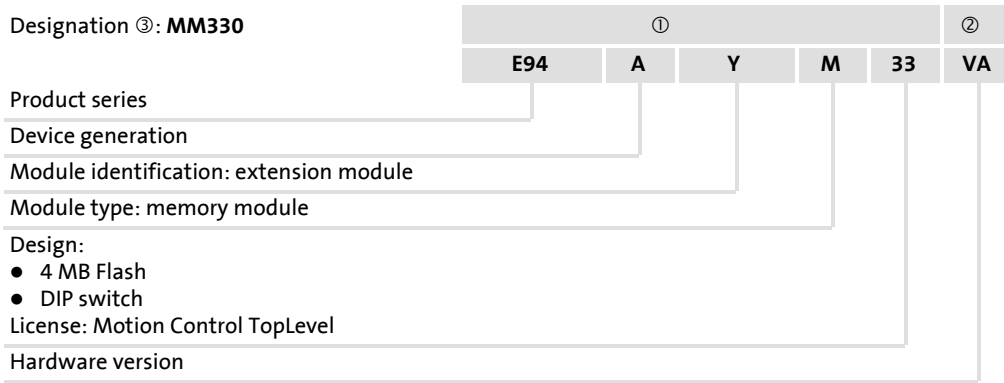 Designation ③: MM330
① ②
E94 A Y M 33 VA
Product series
Device generation
Module identification: extension module
Module type: memory module
Design:
● 4 MB Flash
● DIP switch
License: Motion Control TopLevel
Hardware version